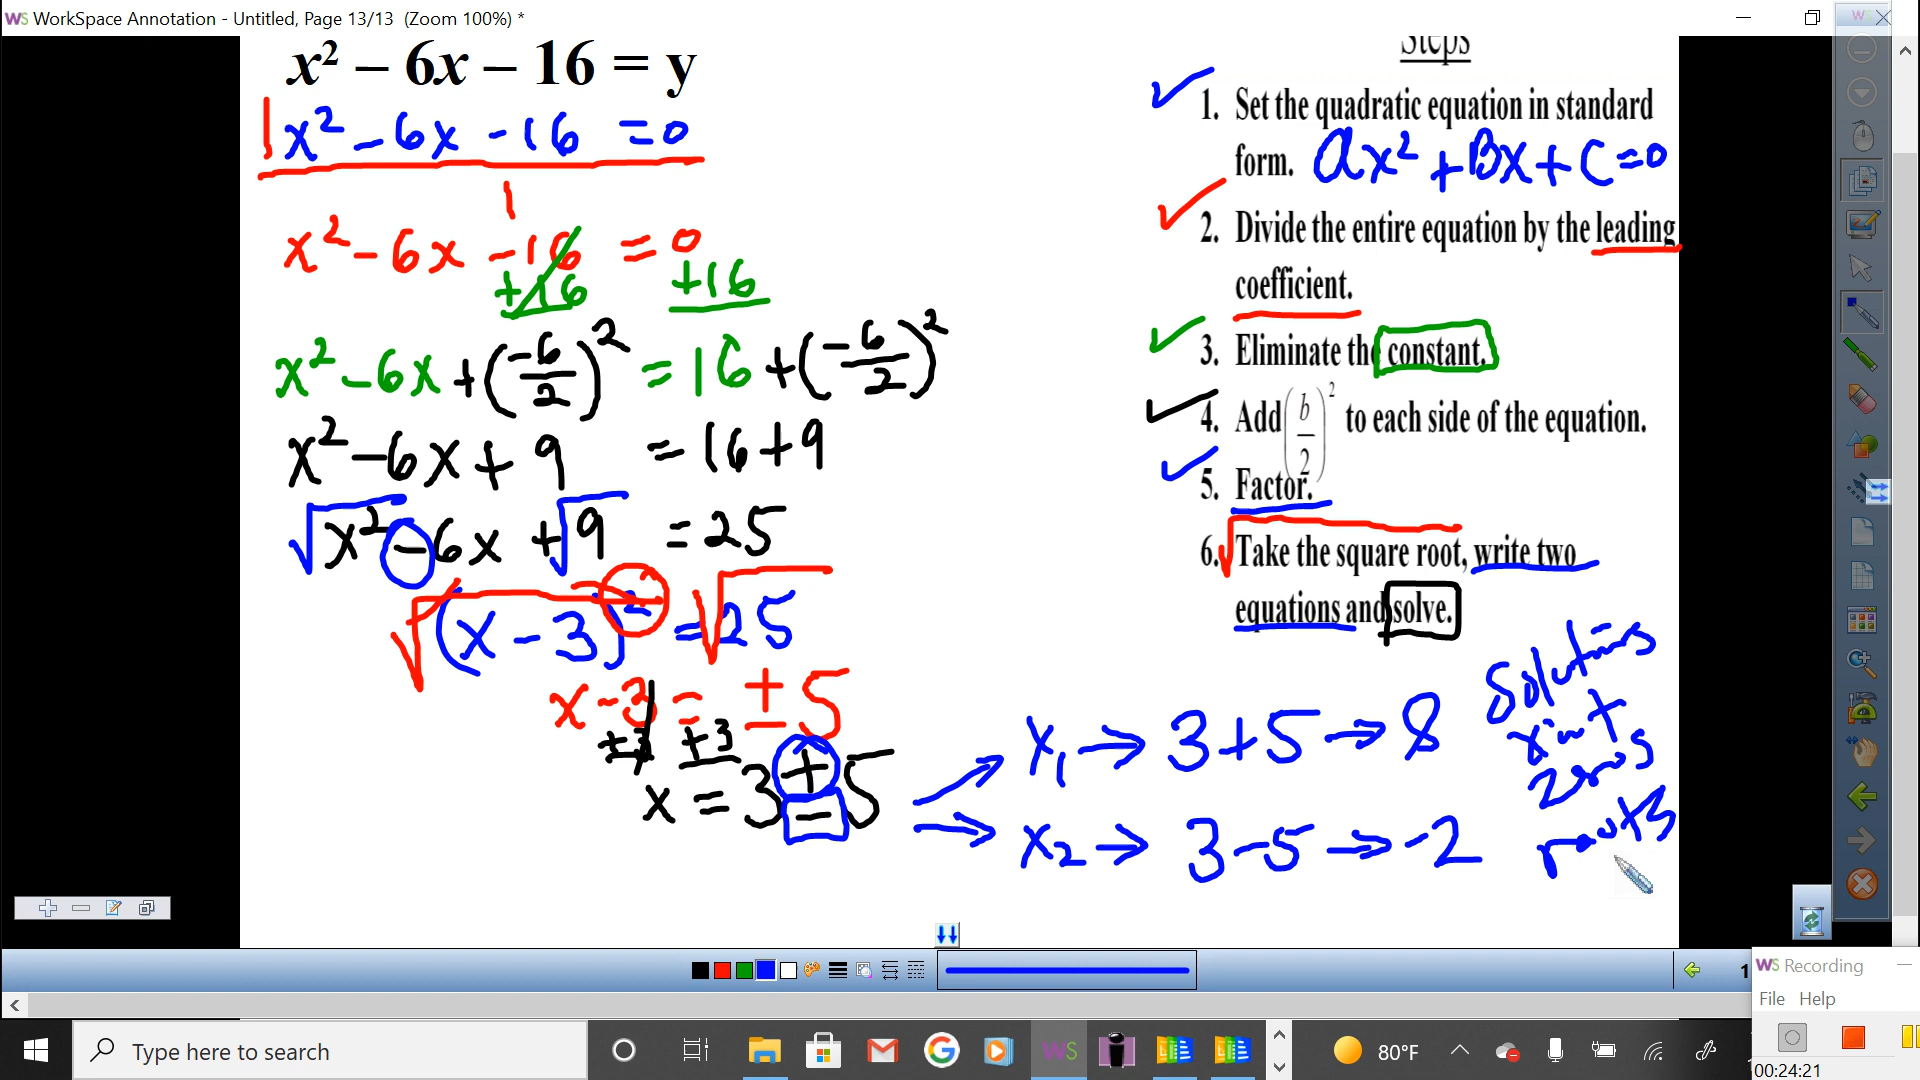 WS WorkSpace Annotation - Untitled, Page 13/13 (Zoom 100%) *
x² – 6x – 16 = y
1x² - 6x - 16 = 0
1
x² - 6x - 16 = 0
+16 +16
x² - 6x + (-6/2)² = 16 + (-6/2)²
x² - 6x + 9 = 16 + 9
√x² - 6x + √9 = 25
√(x - 3)² = √25
x - 3 = ± 5
+3 +3
x = 3 ± 5
x₁ → 3 + 5 → 8
x₂ → 3 - 5 → -2
Steps
1. Set the quadratic equation in standard
form. ax² + Bx + C = 0
2. Divide the entire equation by the leading
coefficient.
3. Eliminate the constant.
4. Add (b/2)² to each side of the equation.
5. Factor.
6. Take the square root, write two
equations and solve.
Solutions
x int
zeros
roots
1
WS Recording
File Help
00:24:21
Type here to search
WS
80°F